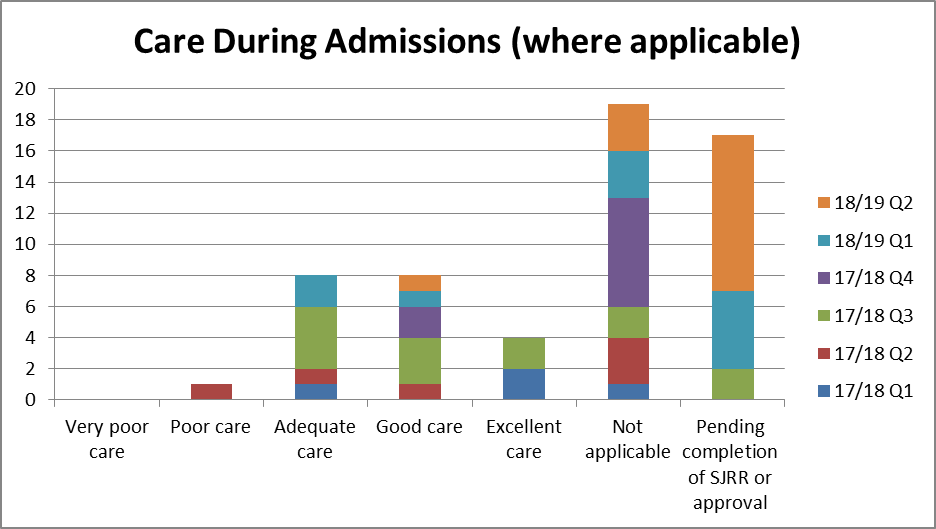 Care During Admissions (where applicable)
20
18
16
14
12
10
8
6
4
2
0
Very poor
care
Poor care
Adequate
care
Good care
Excellent
care
Not
applicable
Pending
completion
of SJRR or
approval
18/19 Q2
18/19 Q1
17/18 Q4
17/18 Q3
17/18 Q2
17/18 Q1